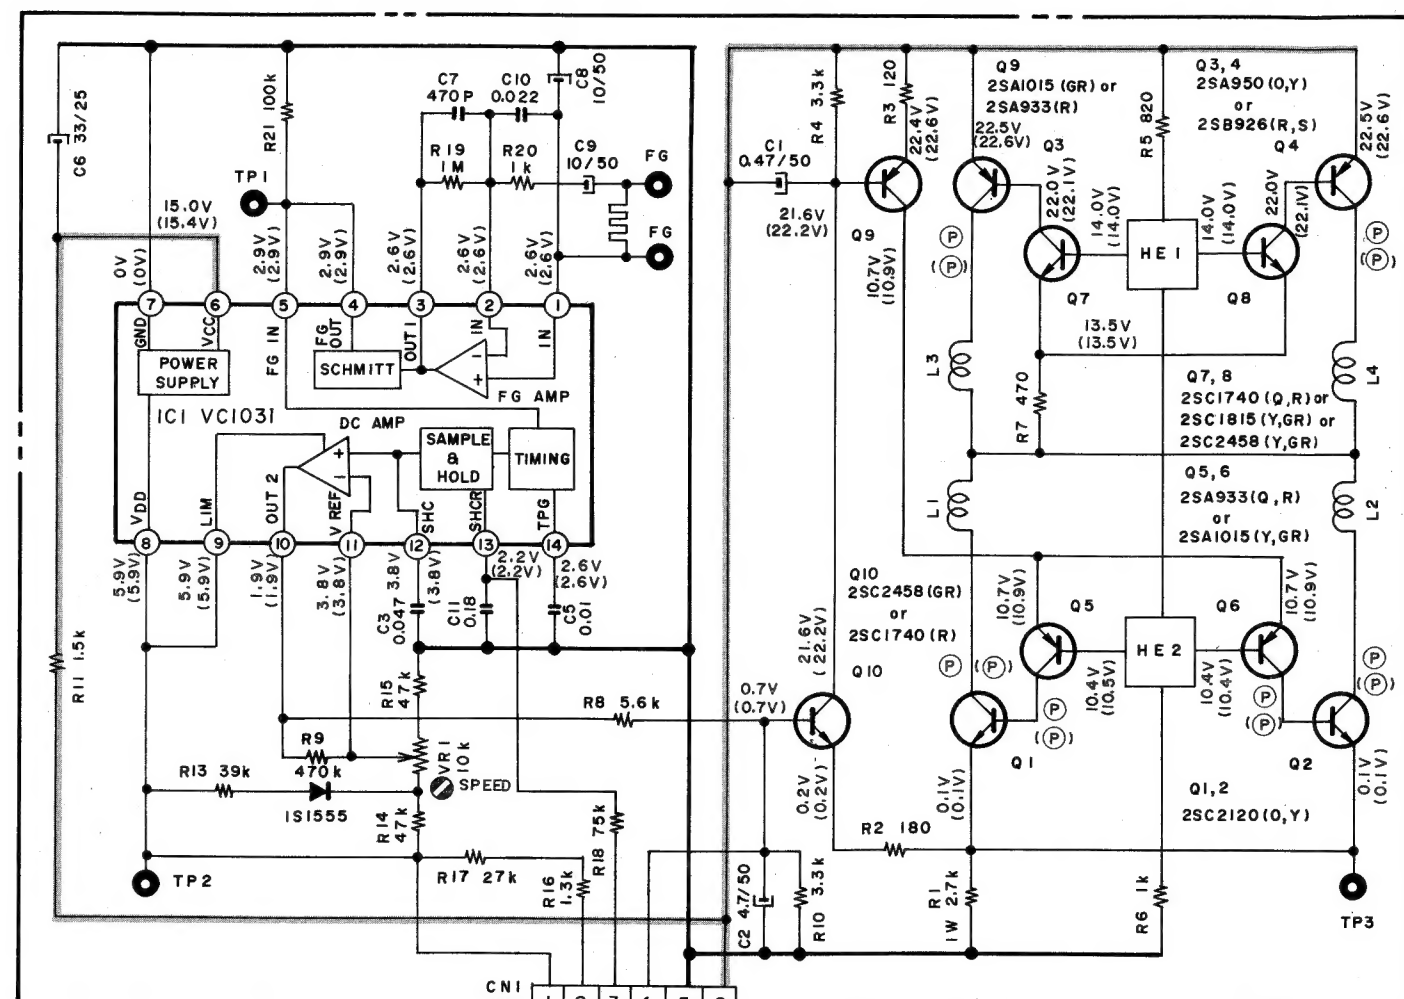 C6 33/25
R21 100k
TP1
15.0V
(15.4V)
0V
(0V)
2.9V
(2.9V)
2.9V
(2.9V)
2.6V
(2.6V)
2.6V
(2.6V)
2.6V
(2.6V)
C7
470P
C10
0.022
C8
10/50
R19
1M
R20
1k
C9
10/50
FG
FG
7
6
5
4
3
2
1
GND
VCC
FG IN
FG
OUT
OUT1
IN
IN
POWER
SUPPLY
SCHMITT
FG AMP
IC1 VC1031
DC AMP
SAMPLE
&
HOLD
TIMING
VDD
LIM
OUT 2
V REF
SHC
SHCR
TPG
8
9
10
11
12
13
14
5.9V
(5.9V)
5.9V
(5.9V)
1.9V
(1.9V)
3.8V
(3.8V)
3.8V
(3.8V)
2.2V
(2.2V)
2.6V
(2.6V)
C3
0.047
C11
0.18
C5
0.01
R11 1.5k
R15
47k
R8 5.6k
R9
470k
VR1
10k
SPEED
R13 39k
1S1555
R14
47k
R18 75k
R17 27k
R16
1.3k
TP2
CN1
C1
0.47/50
R4 3.3k
R3 120
22.4V
(22.6V)
21.6V
(22.2V)
Q9
10.7V
(10.9V)
Q9
2SA1015(GR) or
2SA933(R)
22.5V
(22.6V)
Q3
22.0V
(22.1V)
14.0V
(14.0V)
R5 820
HE1
14.0V
(14.0V)
Q3, 4
2SA950(O,Y)
or
2SB926(R,S)
Q4
22.0V
(22.1V)
22.5V
(22.6V)
P
(P)
P
(P)
Q7
Q8
13.5V
(13.5V)
L3
R7 470
L4
Q7, 8
2SC1740(Q,R) or
2SC1815(Y,GR) or
2SC2458(Y,GR)
L1
L2
Q5, 6
2SA933(Q,R)
or
2SA1015(Y,GR)
Q10
2SC2458(GR)
or
2SC1740(R)
21.6V
(22.2V)
Q10
0.7V
(0.7V)
0.2V
(0.2V)
10.7V
(10.9V)
Q5
10.4V
(10.5V)
HE2
10.4V
(10.4V)
Q6
10.7V
(10.9V)
P (P)
P
(P)
P
(P)
P
(P)
Q1
Q2
0.1V
(0.1V)
0.1V
(0.1V)
Q1, 2
2SC2120(O,Y)
R2 180
C2 4.7/50
R10 3.3k
R1 2.7k
1W
R6 1k
TP3